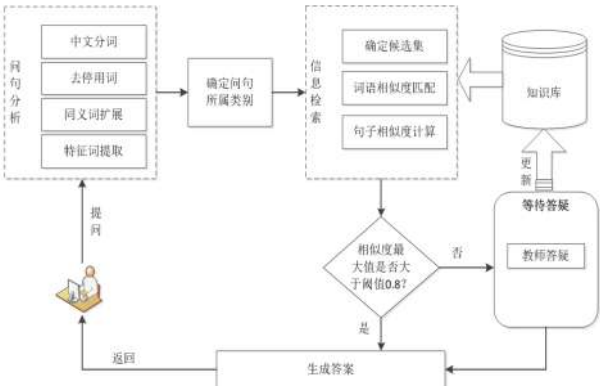 问句分析
中文分词
去停用词
同义词扩展
特征词提取
确定问句
所属类别
信息检索
确定候选集
词语相似度匹配
句子相似度计算
知识库
更新
等待答疑
教师答疑
提问
相似度最
大值是否大
于阈值0.8?
否
是
返回
生成答案